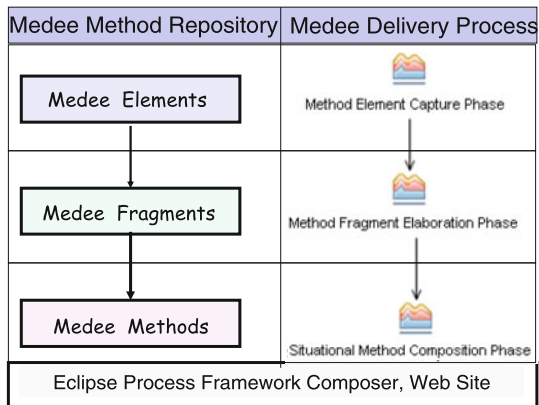 Medee Method Repository
Medee Delivery Process
Medee Elements
Method Element Capture Phase
Medee Fragments
Method Fragment Elaboration Phase
Medee Methods
Situational Method Composition Phase
Eclipse Process Framework Composer, Web Site